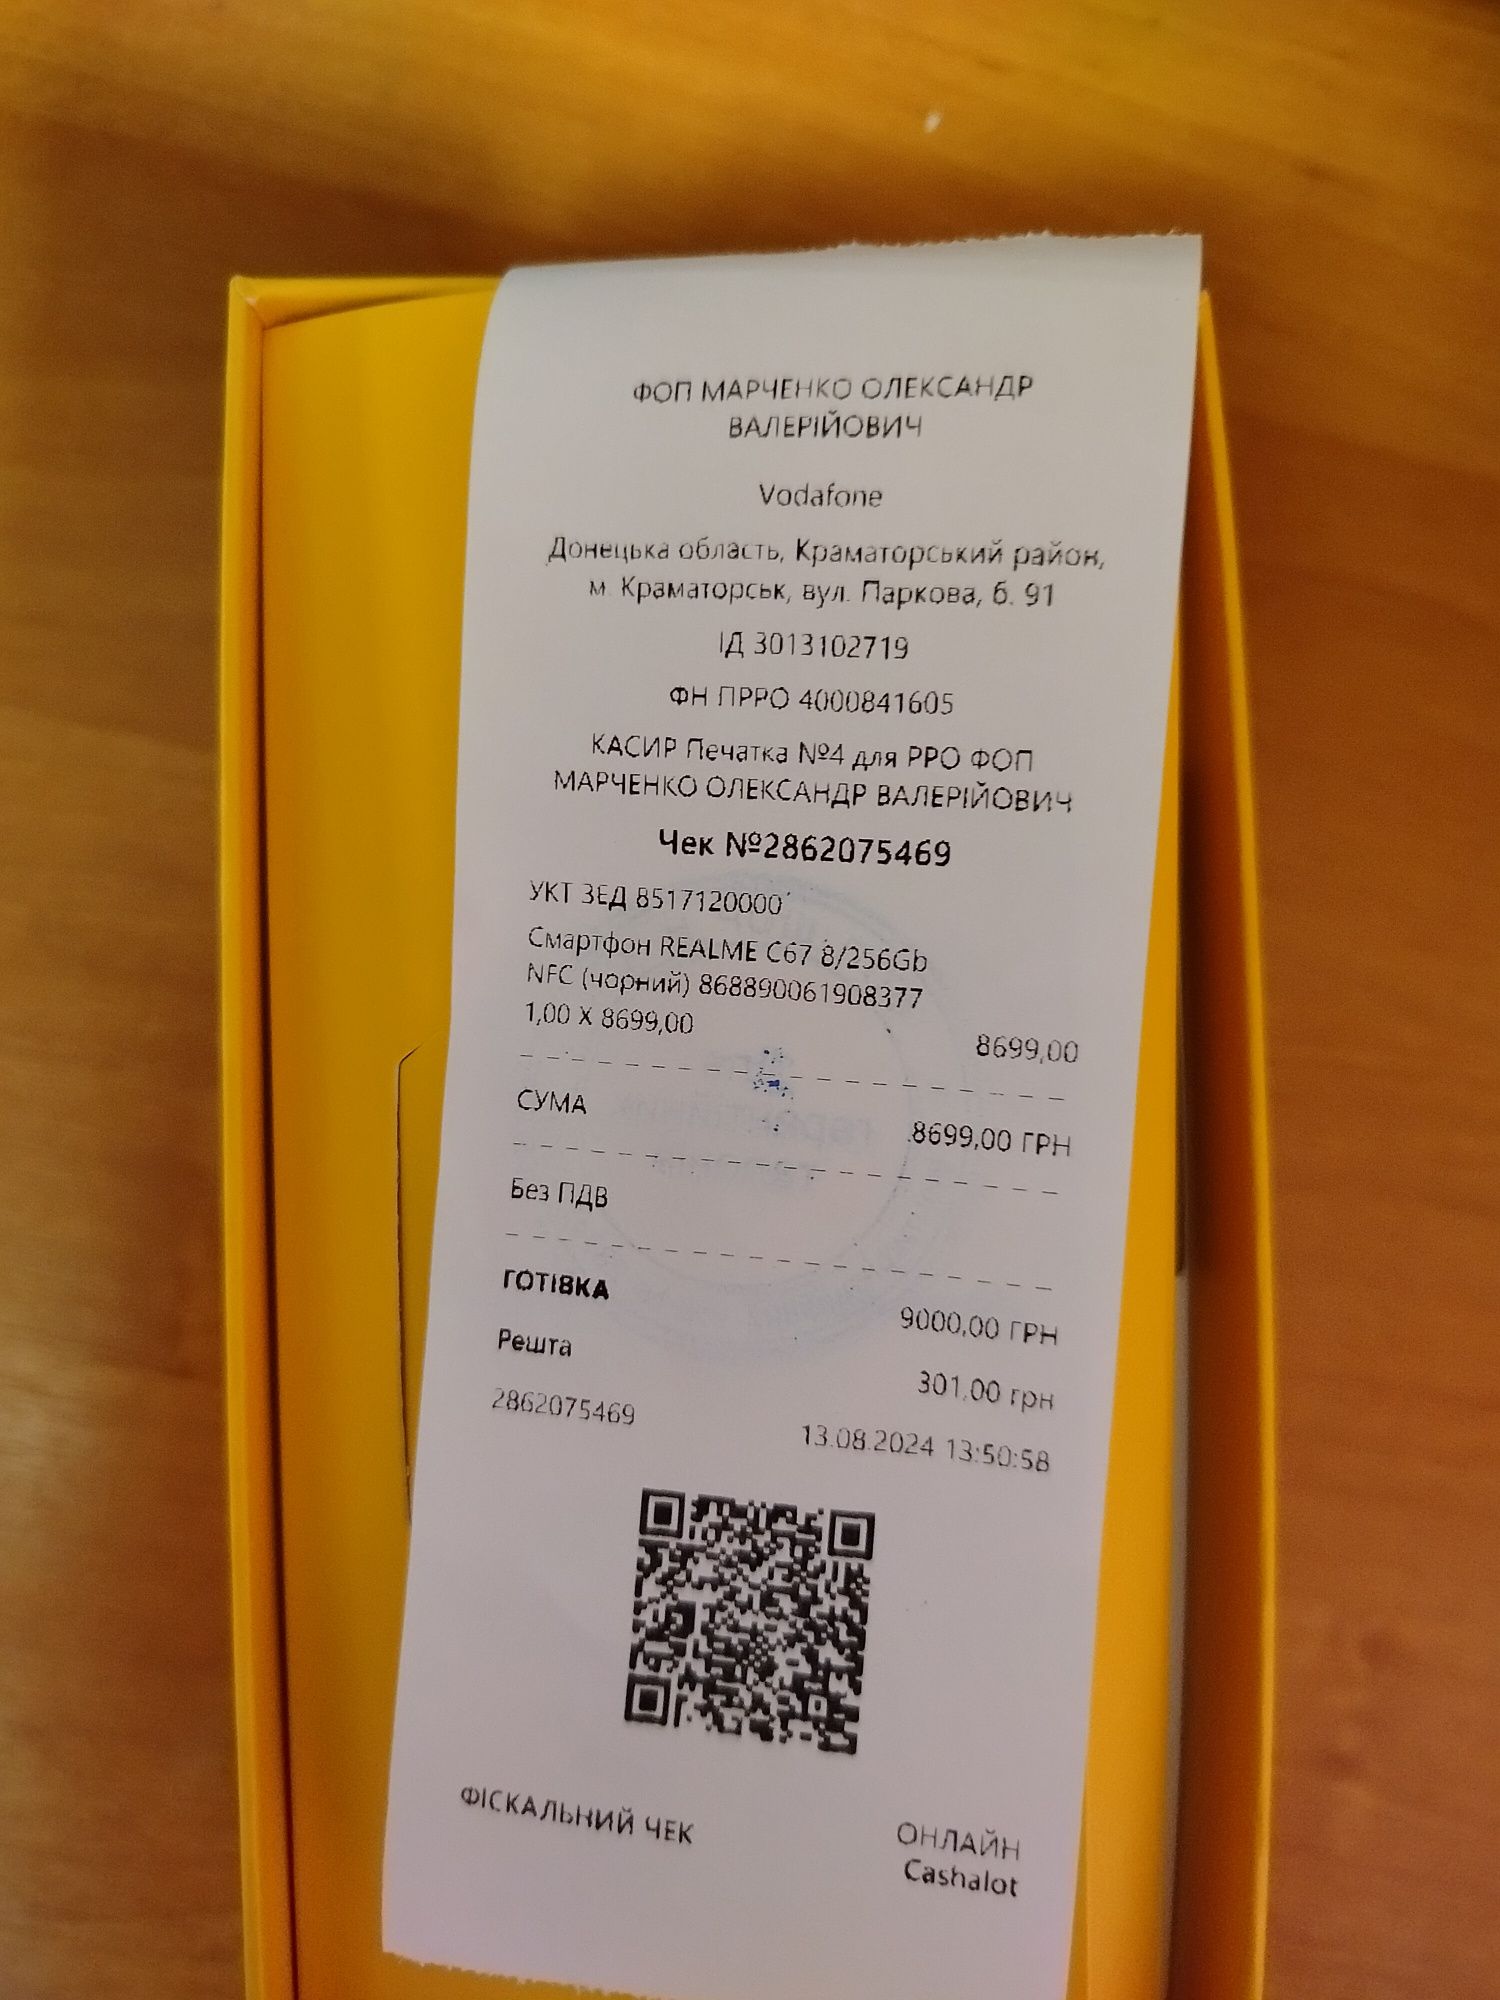 ФОП МАРЧЕНКО ОЛЕКСАНДР
ВАЛЕРІЙОВИЧ
Vodafone
Донецька область, Краматорський район,
м. Краматорськ, вул. Паркова, б. 91
ІД 3013102719
ФН ПРРО 4000841605
КАСИР Печатка №4 для РРО ФОП
МАРЧЕНКО ОЛЕКСАНДР ВАЛЕРІЙОВИЧ
Чек №2862075469
УКТ ЗЕД 8517120000
Смартфон REALME C67 8/256Gb
NFC (чорний) 868890061908377
1,00 X 8699,00 8699,00
СУМА 8699,00 ГРН
Без ПДВ
ГОТІВКА 9000,00 ГРН
Решта 301,00 грн
2862075469 13.08.2024 13:50:58
ФІСКАЛЬНИЙ ЧЕК ОНЛАЙН
Cashalot